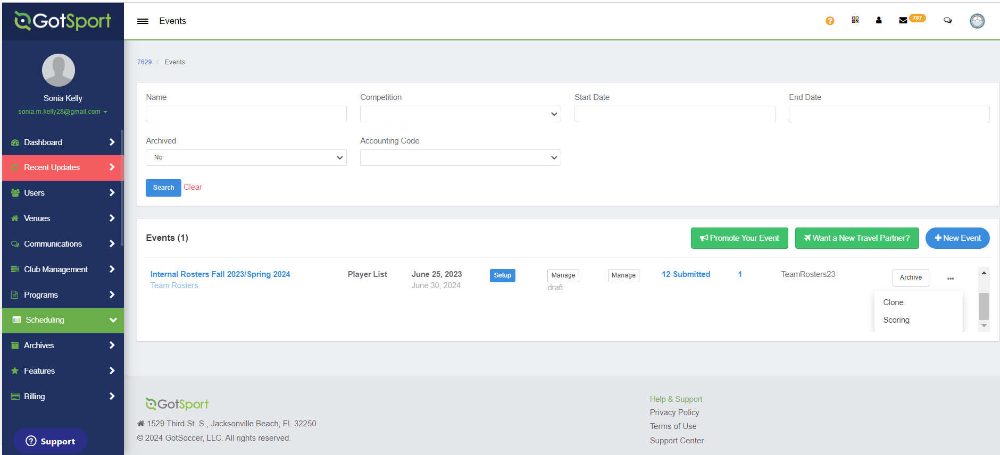 GotSport
Events
787
Sonia Kelly
sonia.m.kelly28@gmail.com
Dashboard
Recent Updates
Users
Venues
Communications
Club Management
Programs
Scheduling
Archives
Features
Billing
Support
7629 / Events
Name
Competition
Start Date
End Date
Archived
No
Accounting Code
Search Clear
Events (1)
Promote Your Event
Want a New Travel Partner?
New Event
Internal Rosters Fall 2023/Spring 2024
Team Rosters
Player List
June 25, 2023
June 30, 2024
Setup
Manage
draft
Manage
12 Submitted
1
TeamRosters23
Archive
Clone
Scoring
GotSport
1529 Third St. S., Jacksonville Beach, FL 32250
© 2024 GotSoccer, LLC. All rights reserved.
Help & Support
Privacy Policy
Terms of Use
Support Center